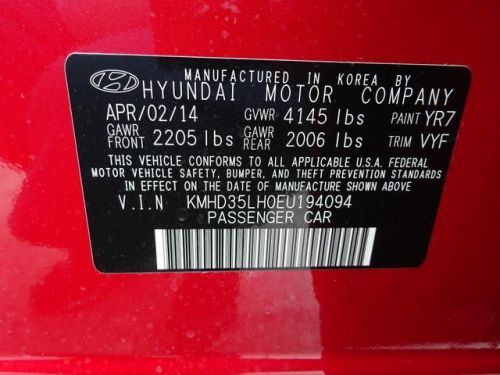 MANUFACTURED IN KOREA BY
HYUNDAI MOTOR COMPANY
APR/02/14 GVWR 4145 lbs PAINT YR7
GAWR FRONT 2205 lbs GAWR REAR 2006 lbs TRIM VYF
THIS VEHICLE CONFORMS TO ALL APPLICABLE U.S.A. FEDERAL
MOTOR VEHICLE SAFETY, BUMPER, AND THEFT PREVENTION STANDARDS
IN EFFECT ON THE DATE OF MANUFACTURE SHOWN ABOVE
V.I.N KMHD35LH0EU194094
PASSENGER CAR